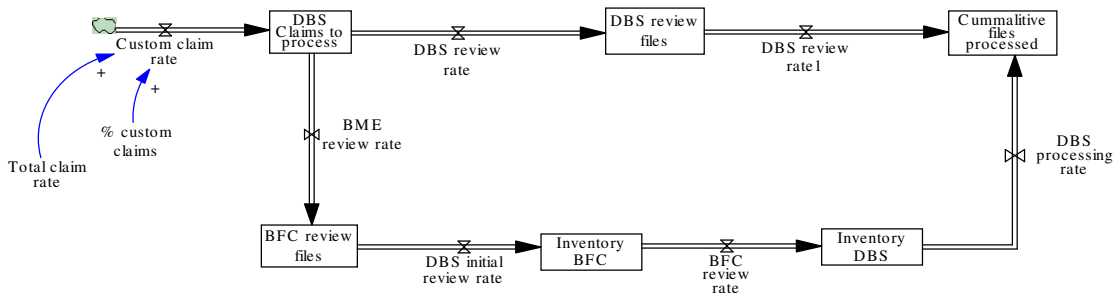 DBS
Claims to
process
DBS review
files
Cummalitive
files
processed
Custom claim
rate
DBS review
rate
DBS review
rate1
+
+
% custom
claims
BME
review rate
DBS
processing
rate
Total claim
rate
BFC review
files
Inventory
BFC
Inventory
DBS
DBS initial
review rate
BFC
review
rate